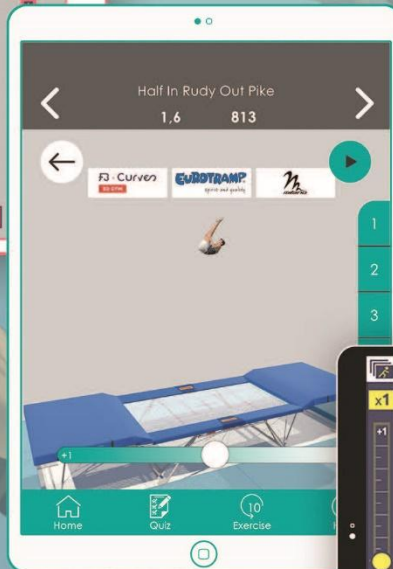 Half In Rudy Out Pike
1,6 813
F3·Curves EUROTRAMP
1
2
3
+1
x1
+1
Home Quiz 10 Exercise